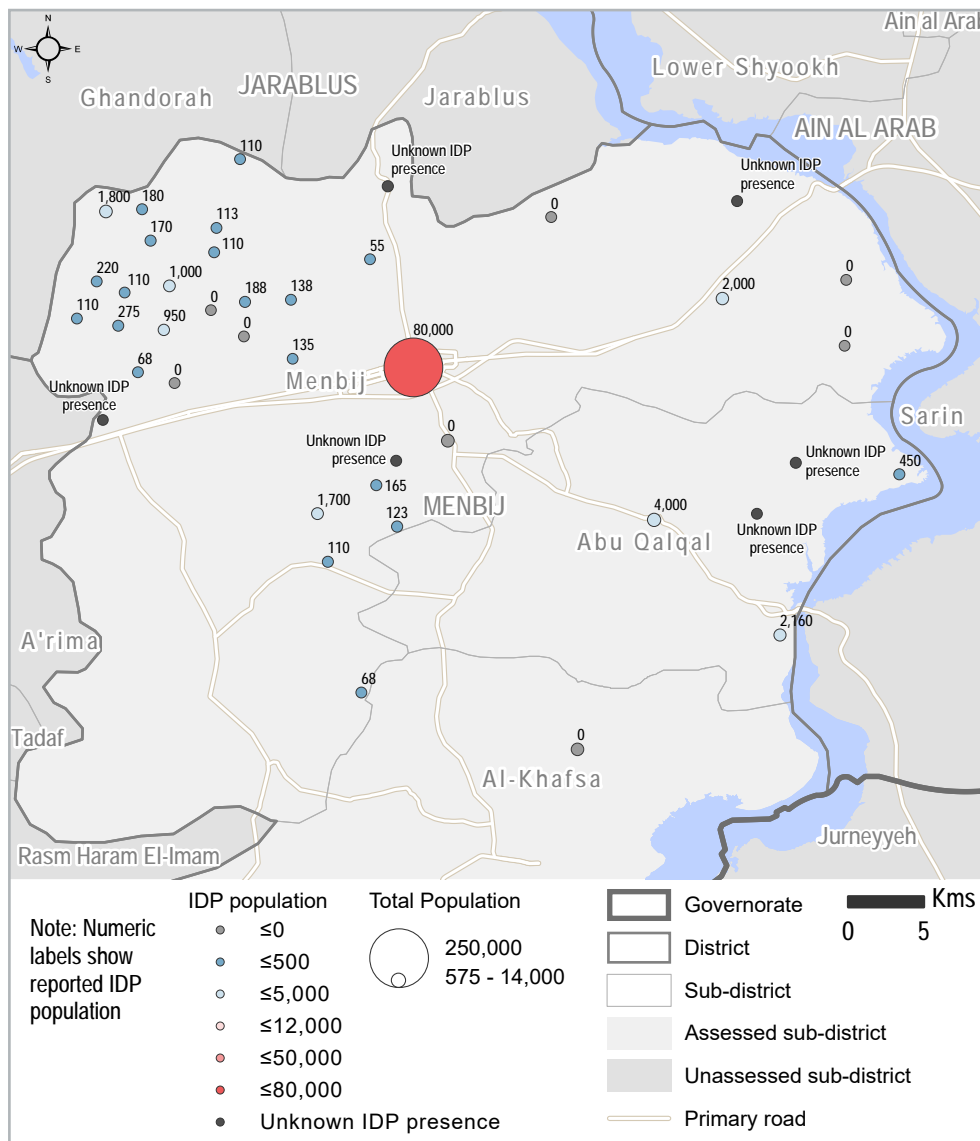 N
W
E
S
Ain al Arab
Lower Shyookh
JARABLUS
Ghandorah
Jarablus
AIN AL ARAB
110
Unknown IDP
presence
Unknown IDP
presence
1,800
180
0
113
170
110
55
0
220
110
1,000
2,000
188
138
0
110
275
950
0
80,000
0
135
68
0
Menbij
Unknown IDP
presence
Sarin
0
Unknown IDP
presence
Unknown IDP
presence
450
165
1,700
MENBIJ
4,000
123
Unknown IDP
presence
Abu Qalqal
110
2,160
A'rima
68
Tadaf
0
Al-Khafsa
Jurneyyeh
Rasm Haram El-Imam
Note: Numeric
labels show
reported IDP
population
IDP population
≤0
≤500
≤5,000
≤12,000
≤50,000
≤80,000
Unknown IDP presence
Total Population
250,000
575 - 14,000
Governorate
District
Sub-district
Assessed sub-district
Unassessed sub-district
Primary road
Kms
0 5